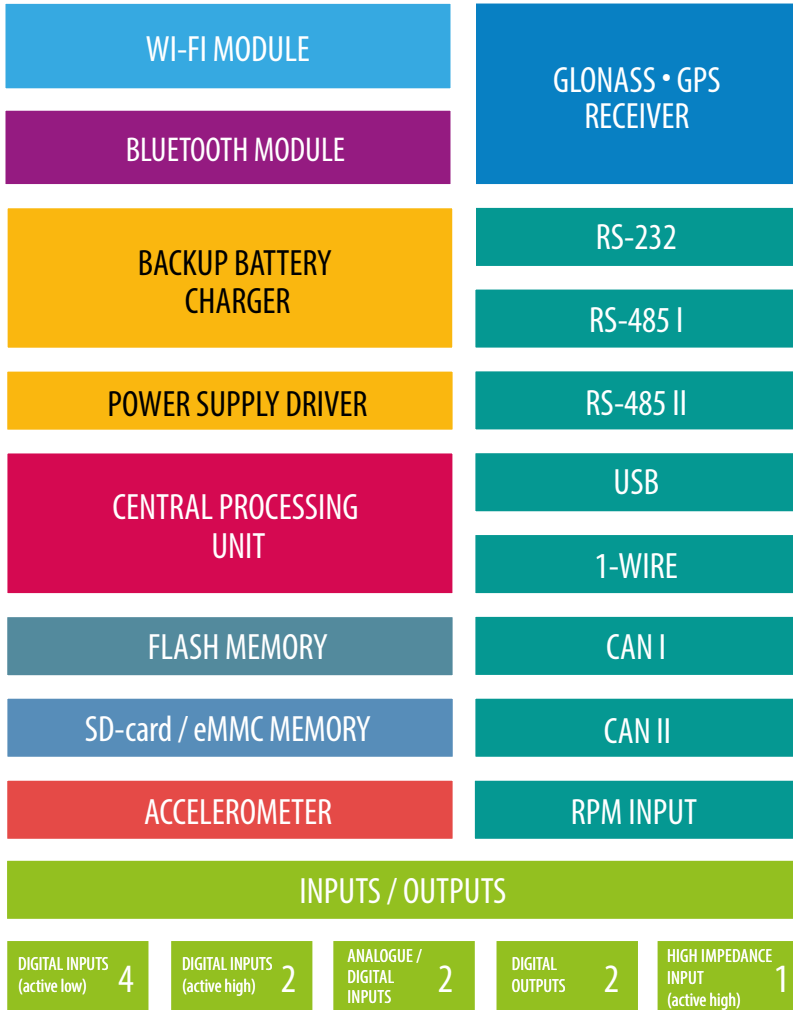 WI-FI MODULE
BLUETOOTH MODULE
GLONASS • GPS
RECEIVER
BACKUP BATTERY
CHARGER
POWER SUPPLY DRIVER
CENTRAL PROCESSING
UNIT
FLASH MEMORY
SD-card / eMMC MEMORY
ACCELEROMETER
RS-232
RS-485 I
RS-485 II
USB
1-WIRE
CAN I
CAN II
RPM INPUT
INPUTS / OUTPUTS
DIGITAL INPUTS
(active low)
4
DIGITAL INPUTS
(active high)
2
ANALOGUE /
DIGITAL
INPUTS
2
DIGITAL
OUTPUTS
2
HIGH IMPEDANCE
INPUT
(active high)
1